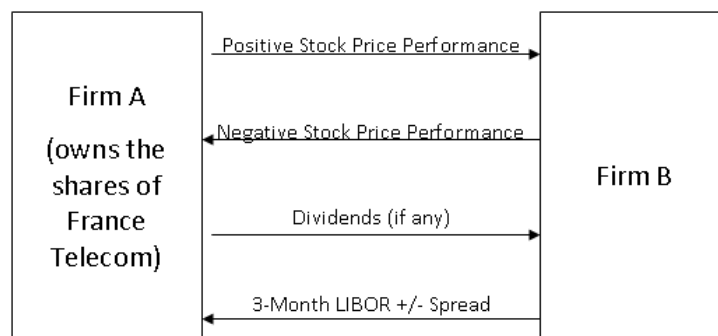 Positive Stock Price Performance
Firm A
(owns the
shares of
France
Telecom)
Negative Stock Price Performance
Dividends (if any)
3-Month LIBOR +/- Spread
Firm B